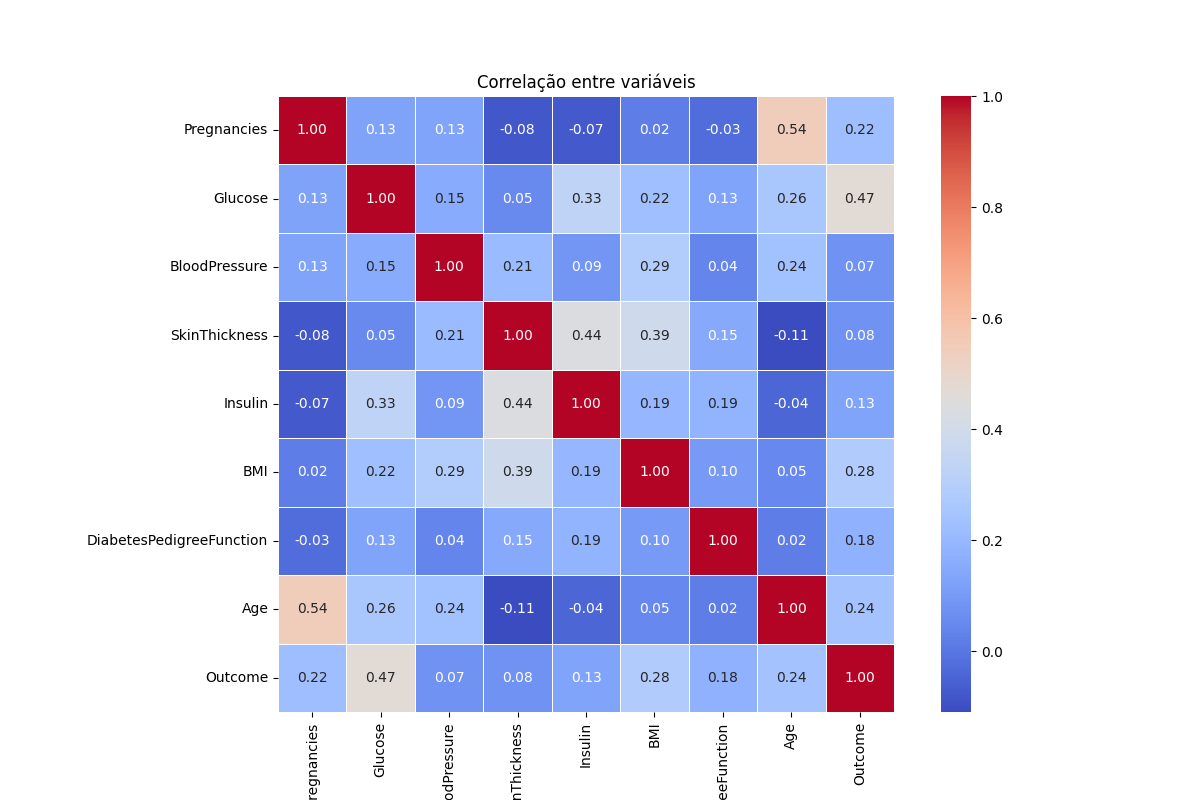 Correlação entre variáveis
Pregnancies 1.00 0.13 0.13 -0.08 -0.07 0.02 -0.03 0.54 0.22
Glucose 0.13 1.00 0.15 0.05 0.33 0.22 0.13 0.26 0.47
BloodPressure 0.13 0.15 1.00 0.21 0.09 0.29 0.04 0.24 0.07
SkinThickness -0.08 0.05 0.21 1.00 0.44 0.39 0.15 -0.11 0.08
Insulin -0.07 0.33 0.09 0.44 1.00 0.19 0.19 -0.04 0.13
BMI 0.02 0.22 0.29 0.39 0.19 1.00 0.10 0.05 0.28
DiabetesPedigreeFunction -0.03 0.13 0.04 0.15 0.19 0.10 1.00 0.02 0.18
Age 0.54 0.26 0.24 -0.11 -0.04 0.05 0.02 1.00 0.24
Outcome 0.22 0.47 0.07 0.08 0.13 0.28 0.18 0.24 1.00
regnancies
Glucose
odPressure
nThickness
Insulin
BMI
eeFunction
Age
Outcome
1.0
0.8
0.6
0.4
0.2
0.0